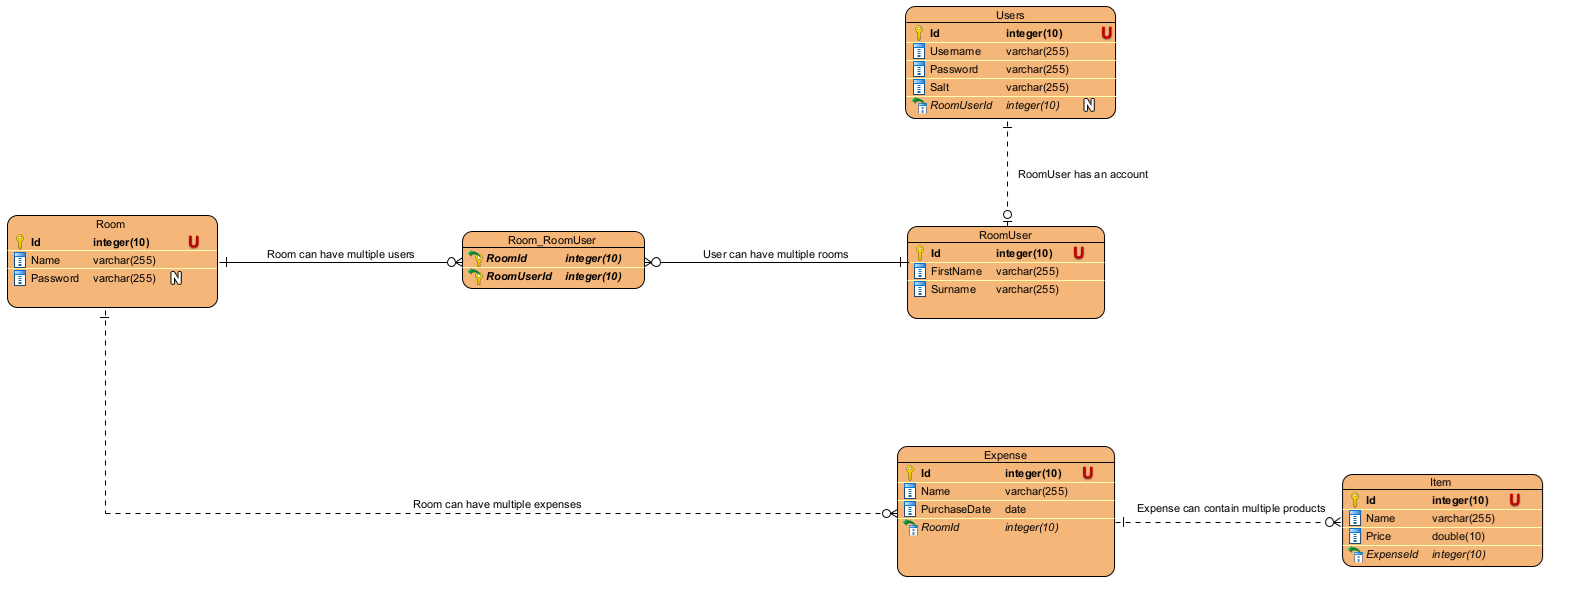 Users
Id integer(10) U
Username varchar(255)
Password varchar(255)
Salt varchar(255)
RoomUserId integer(10) N
RoomUser has an account
Room
Id integer(10) U
Name varchar(255)
Password varchar(255) N
Room can have multiple users
Room_RoomUser
RoomId integer(10)
RoomUserId integer(10)
User can have multiple rooms
RoomUser
Id integer(10) U
FirstName varchar(255)
Surname varchar(255)
Room can have multiple expenses
Expense
Id integer(10) U
Name varchar(255)
PurchaseDate date
RoomId integer(10)
Expense can contain multiple products
Item
Id integer(10) U
Name varchar(255)
Price double(10)
ExpenseId integer(10)